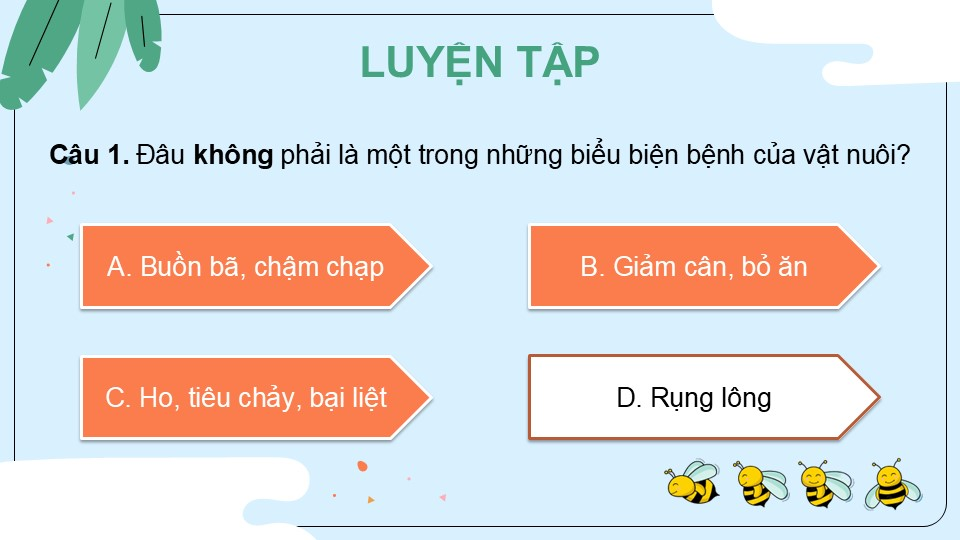 LUYỆN TẬP
Câu 1. Đâu không phải là một trong những biểu biện bệnh của vật nuôi?
A. Buồn bã, chậm chạp
B. Giảm cân, bỏ ăn
C. Ho, tiêu chảy, bại liệt
D. Rụng lông